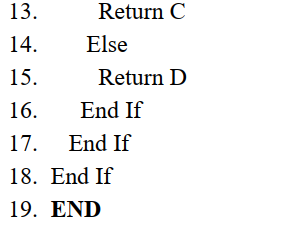 13. Return C
14. Else
15. Return D
16. End If
17. End If
18. End If
19. END